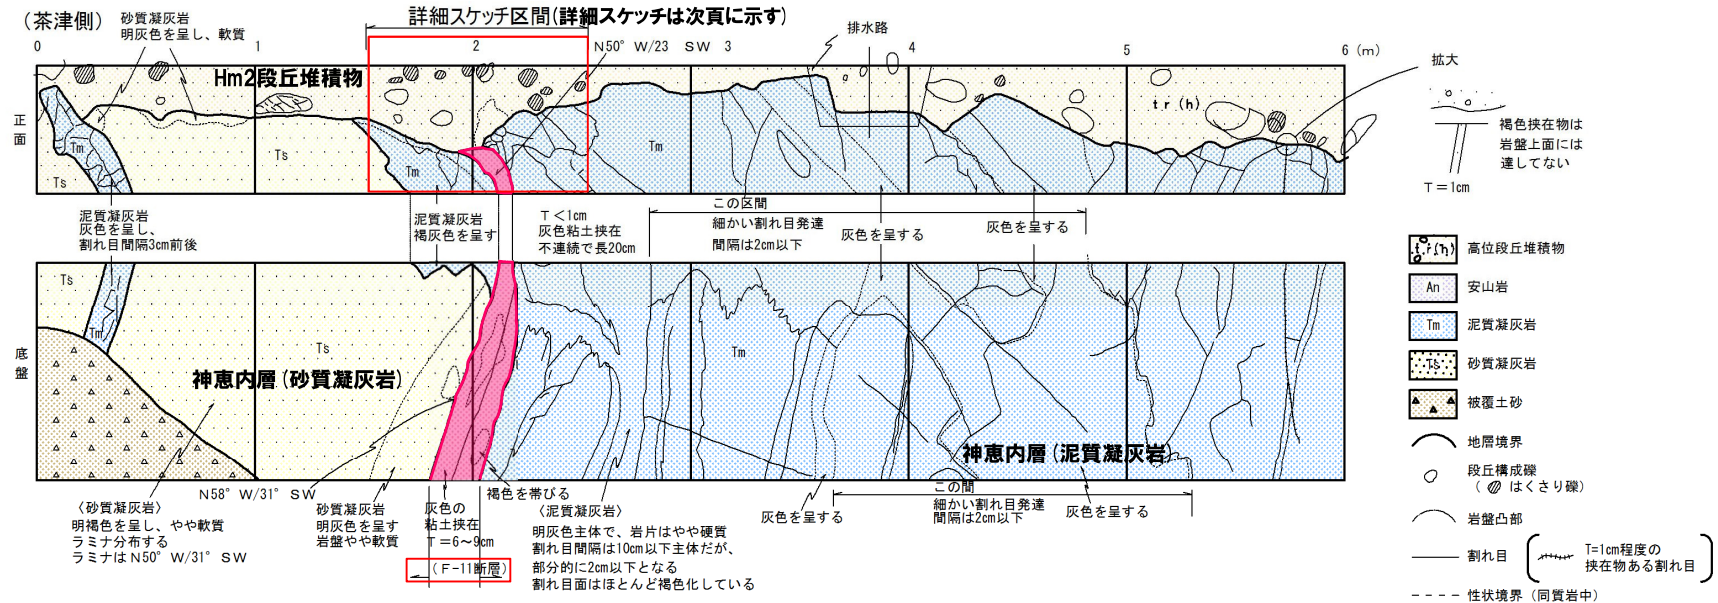 (茶津側)
砂質凝灰岩
明灰色を呈し、軟質
詳細スケッチ区間(詳細スケッチは次頁に示す)
排水路
0 1 2 N50°W/23 SW 3 4 5 6 (m)
拡大
Hm2段丘堆積物
tr(h)
正面
Tm
Ts
Ts
Tm
Tm
褐色挟在物は
岩盤上面には
達してない
T=1cm
泥質凝灰岩
灰色を呈し、
割れ目間隔3cm前後
泥質凝灰岩
褐灰色を呈す
T<1cm
灰色粘土挟在
不連続で長20cm
この区間
細かい割れ目発達
間隔は2cm以下
灰色を呈する
灰色を呈する
底盤
Ts
Tm
Ts
Tm
神恵内層(砂質凝灰岩)
神恵内層(泥質凝灰岩)
N58°W/31°SW
〈砂質凝灰岩〉
明褐色を呈し、やや軟質
ラミナ分布する
ラミナはN50°W/31°SW
砂質凝灰岩
明灰色を呈す
岩盤やや軟質
灰色の
粘土挟在
T=6~9cm
(F-11断層)
褐色を帯びる
〈泥質凝灰岩〉
明灰色主体で、岩片はやや硬質
割れ目間隔は10cm以下主体だが、
部分的に2cm以下となる
割れ目面はほとんど褐色化している
灰色を呈する
この間
細かい割れ目発達
間隔は2cm以下
灰色を呈する
t.r(h) 高位段丘堆積物
An 安山岩
Tm 泥質凝灰岩
Ts 砂質凝灰岩
被覆土砂
地層境界
段丘構成礫
( はくさり礫)
岩盤凸部
割れ目
T=1cm程度の
挟在物ある割れ目
性状境界(同質岩中)